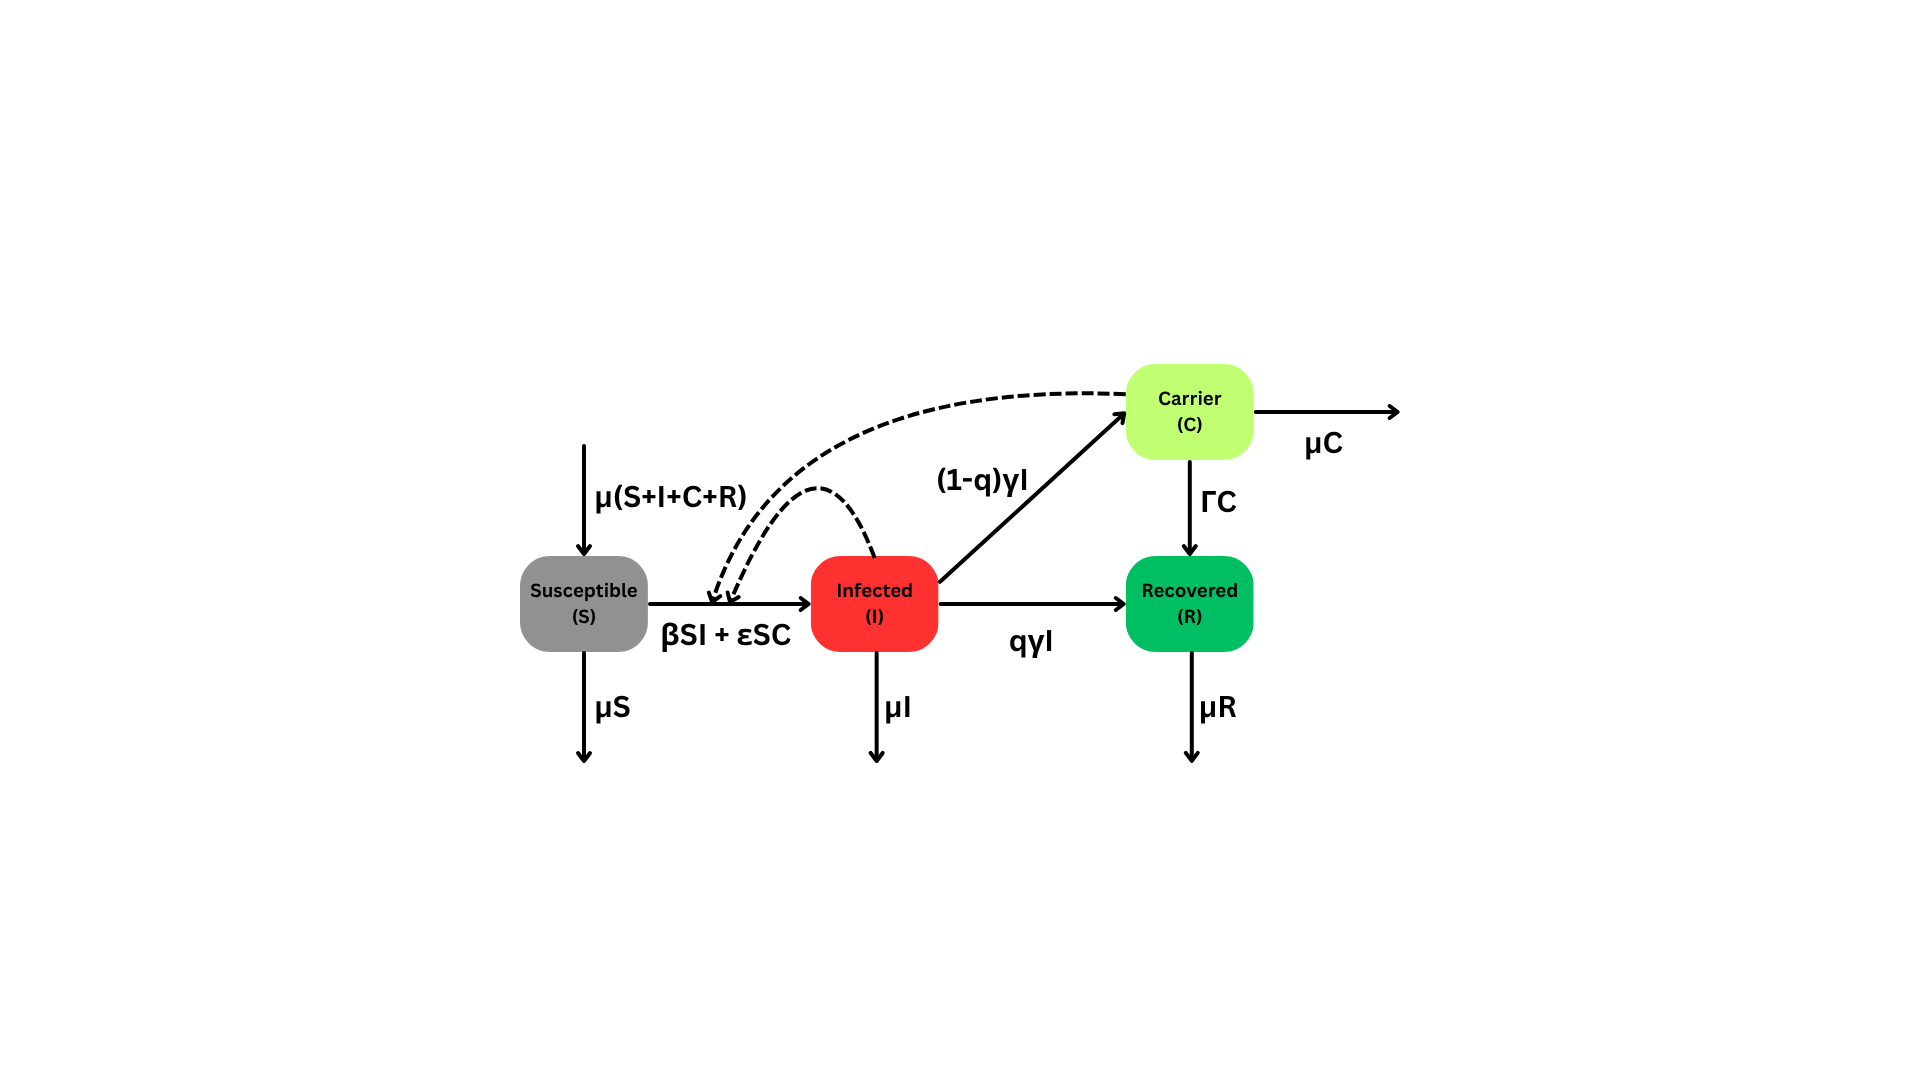 Carrier
(C)
μC
(1-q)γI
μ(S+I+C+R)
ΓC
Susceptible
(S)
βSI + εSC
Infected
(I)
qγI
Recovered
(R)
μS
μI
μR